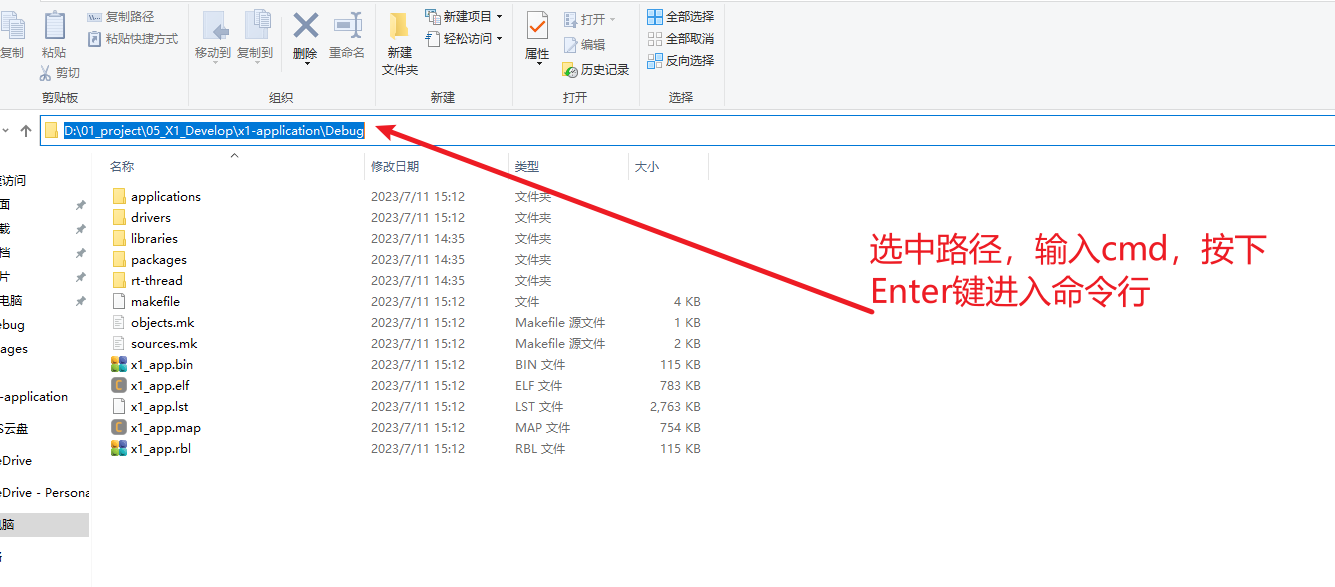 复制
粘贴
复制路径
粘贴快捷方式
剪切
剪贴板
移动到
复制到
删除
重命名
组织
新建
文件夹
新建项目
轻松访问
新建
属性
打开
编辑
历史记录
打开
全部选择
全部取消
反向选择
选择
D:\01_project\05_X1_Develop\x1-application\Debug
名称 修改日期 类型 大小
applications 2023/7/11 15:12 文件夹
drivers 2023/7/11 15:12 文件夹
libraries 2023/7/11 14:35 文件夹
packages 2023/7/11 14:35 文件夹
rt-thread 2023/7/11 14:35 文件夹
makefile 2023/7/11 15:12 文件 4 KB
objects.mk 2023/7/11 15:12 Makefile 源文件 1 KB
sources.mk 2023/7/11 15:12 Makefile 源文件 2 KB
x1_app.bin 2023/7/11 15:12 BIN 文件 115 KB
x1_app.elf 2023/7/11 15:12 ELF 文件 783 KB
x1_app.lst 2023/7/11 15:12 LST 文件 2,763 KB
x1_app.map 2023/7/11 15:12 MAP 文件 754 KB
x1_app.rbl 2023/7/11 15:12 RBL 文件 115 KB
访问
面
载
档
片
电脑
ebug
ages
-application
S云盘
eDrive
eDrive - Persona
脑
选中路径，输入cmd，按下
Enter键进入命令行